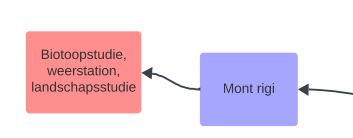 Biotoopstudie,
weerstation,
landschapsstudie
Mont rigi